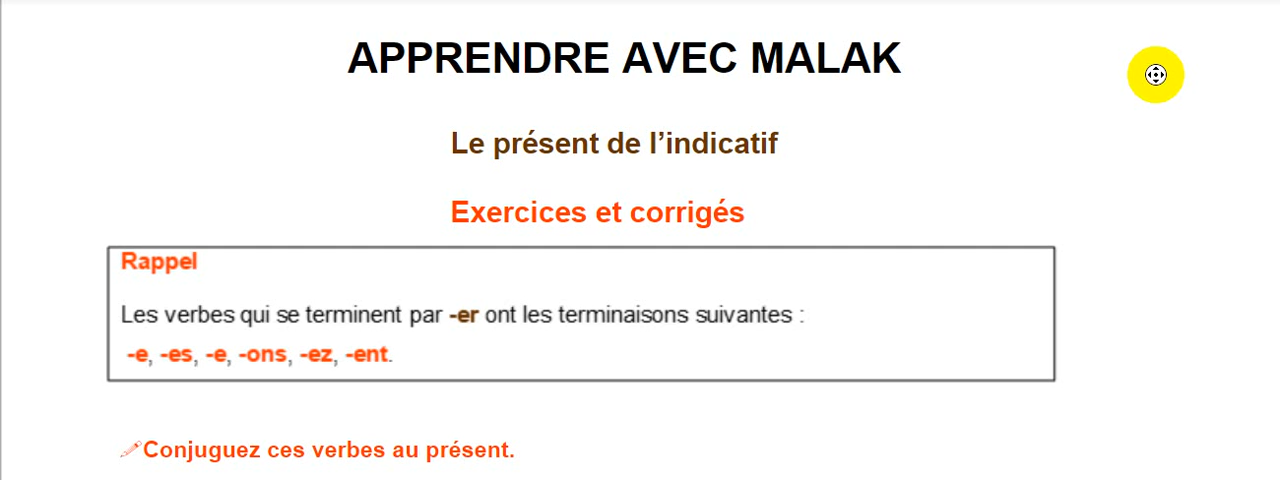 APPRENDRE AVEC MALAK
Le présent de l’indicatif
Exercices et corrigés
Rappel
Les verbes qui se terminent par -er ont les terminaisons suivantes :
-e, -es, -e, -ons, -ez, -ent.
Conjuguez ces verbes au présent.